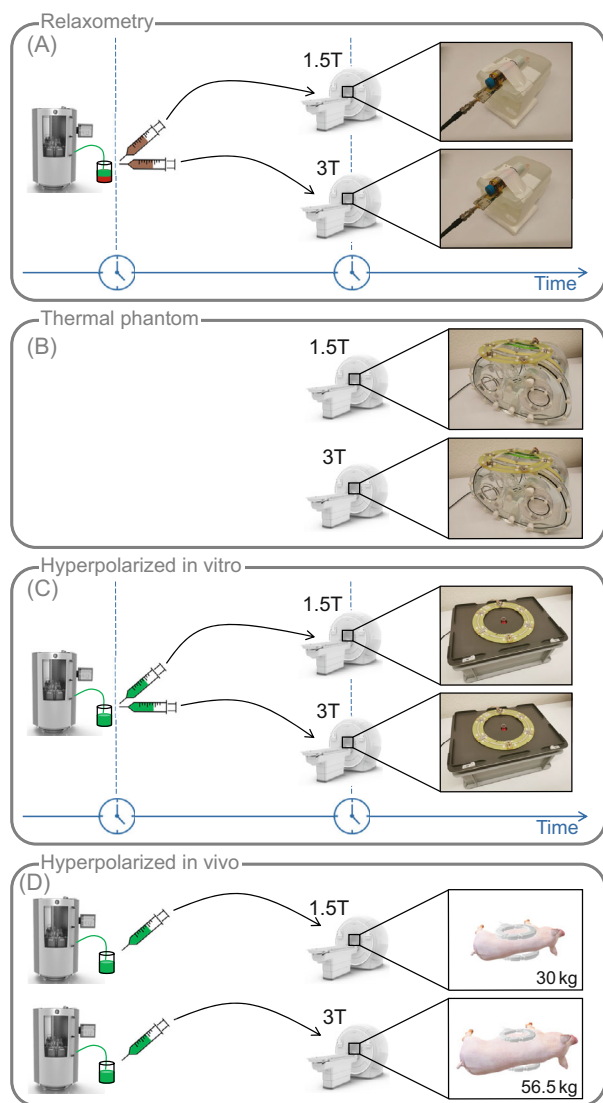 Relaxometry
(A)
1.5T
3T
Time
Thermal phantom
(B)
1.5T
3T
Hyperpolarized in vitro
(C)
1.5T
3T
Time
Hyperpolarized in vivo
(D)
1.5T
30 kg
3T
56.5 kg